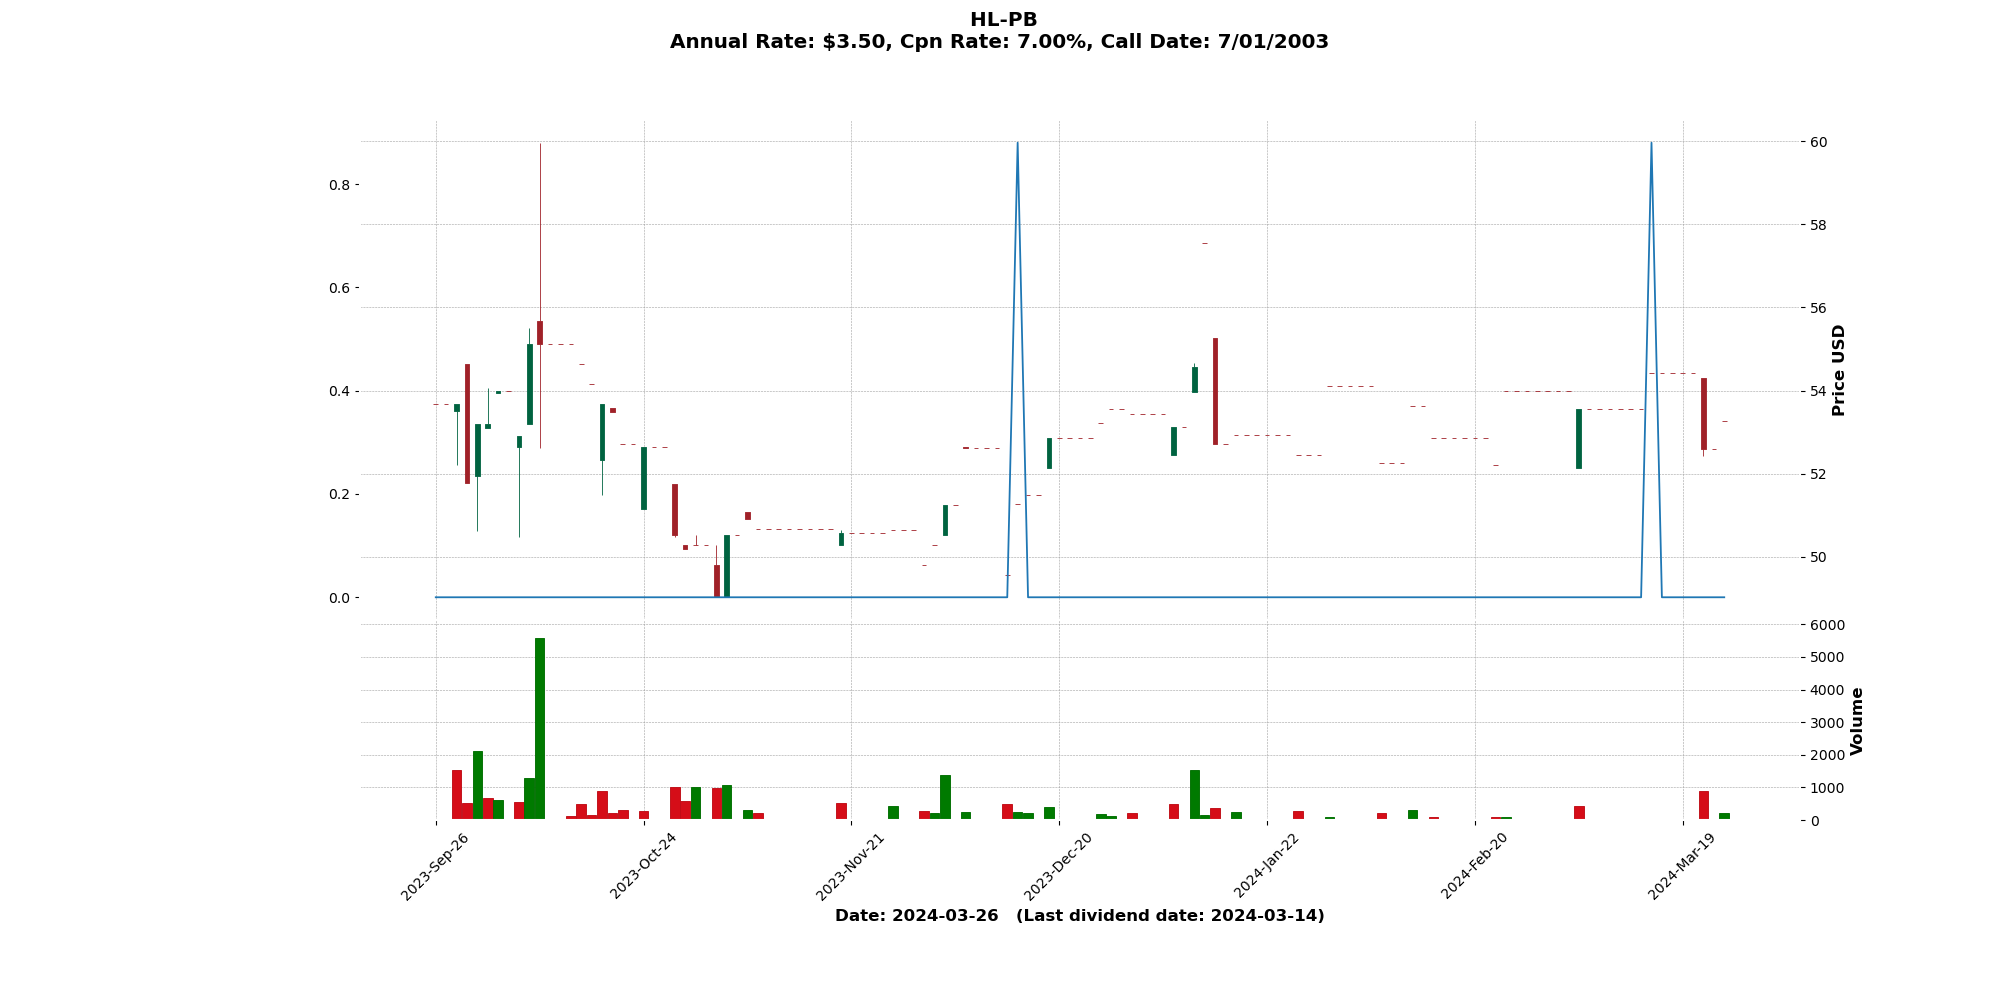 HL-PB
Annual Rate: $3.50, Cpn Rate: 7.00%, Call Date: 7/01/2003
0.8
0.6
0.4
0.2
0.0
60
58
56
54
52
50
Price USD
6000
5000
4000
3000
2000
1000
0
Volume
2023-Sep-26
2023-Oct-24
2023-Nov-21
2023-Dec-20
2024-Jan-22
2024-Feb-20
2024-Mar-19
Date: 2024-03-26 (Last dividend date: 2024-03-14)